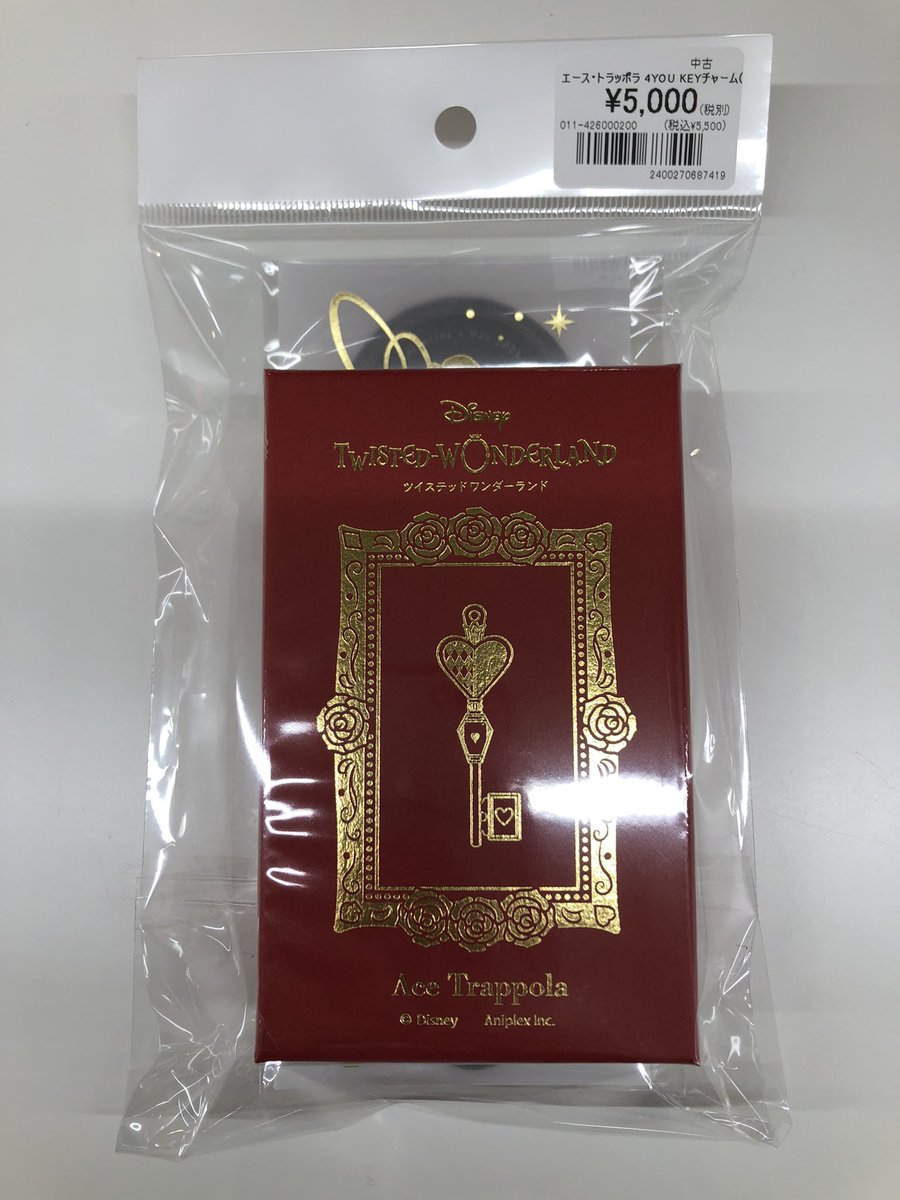 中古
エース・トラッポラ 4YOU KEYチャーム(
¥5,000(税別)
011-426000200 (税込¥5,500)
2400270687419
Disney
TWISTED-WONDERLAND
ツイステッドワンダーランド
Ace Trappola
© Disney Aniplex Inc.